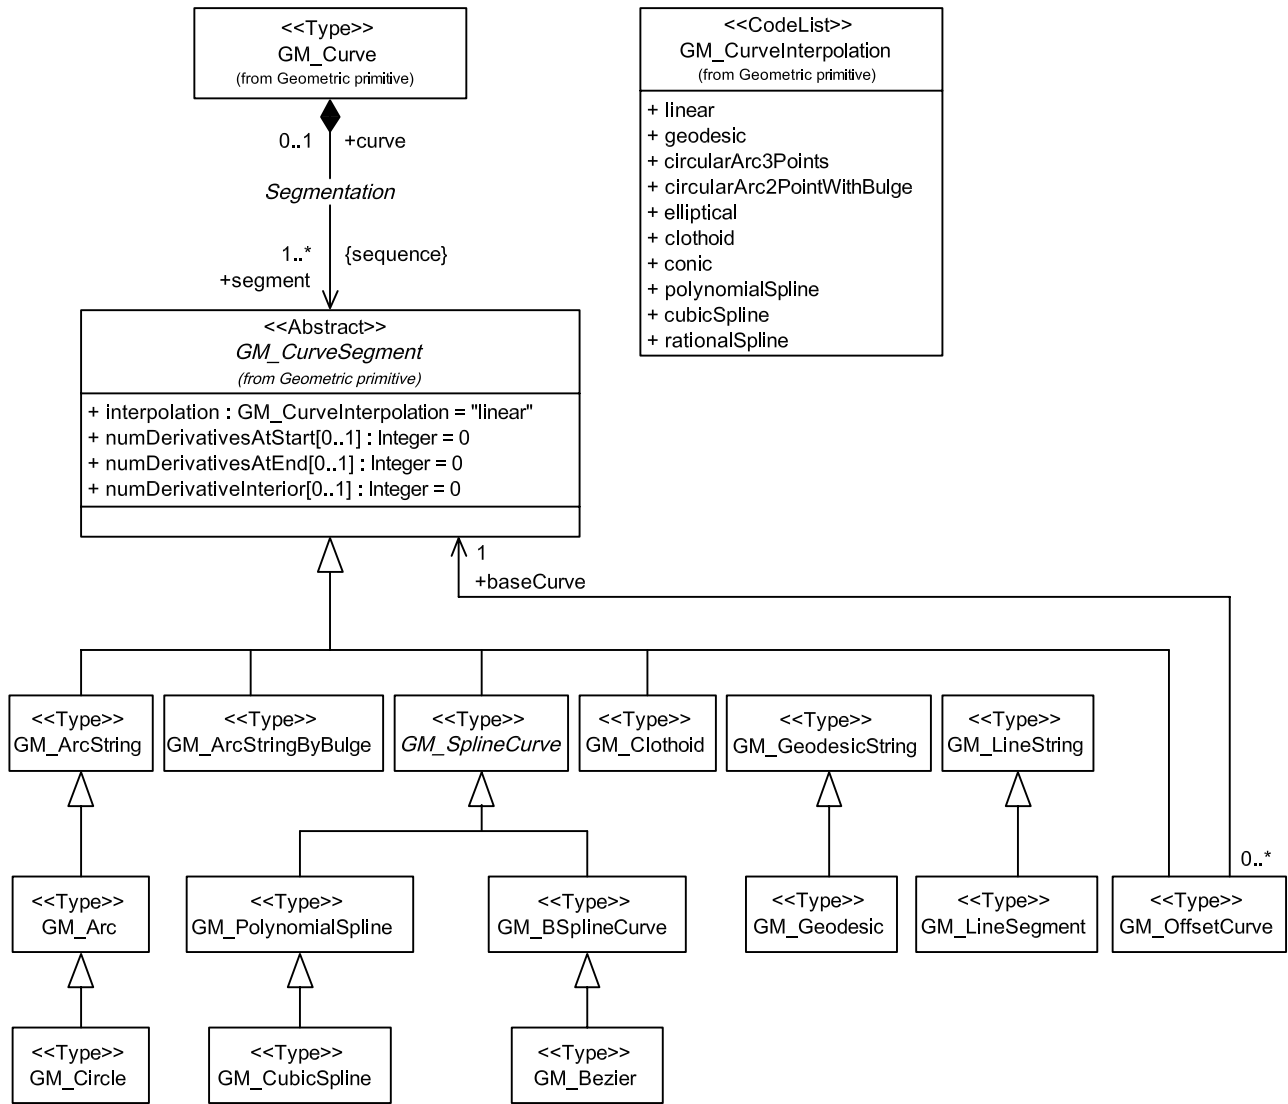 <<Type>>
GM_Curve
(from Geometric primitive)
<<CodeList>>
GM_CurveInterpolation
(from Geometric primitive)
+ linear
+ geodesic
+ circularArc3Points
+ circularArc2PointWithBulge
+ elliptical
+ clothoid
+ conic
+ polynomialSpline
+ cubicSpline
+ rationalSpline
0..1 +curve
Segmentation
1..* {sequence}
+segment
<<Abstract>>
GM_CurveSegment
(from Geometric primitive)
+ interpolation : GM_CurveInterpolation = "linear"
+ numDerivativesAtStart[0..1] : Integer = 0
+ numDerivativesAtEnd[0..1] : Integer = 0
+ numDerivativeInterior[0..1] : Integer = 0
1
+baseCurve
<<Type>>
GM_ArcString
<<Type>>
GM_ArcStringByBulge
<<Type>>
GM_SplineCurve
<<Type>>
GM_Clothoid
<<Type>>
GM_GeodesicString
<<Type>>
GM_LineString
0..*
<<Type>>
GM_Arc
<<Type>>
GM_PolynomialSpline
<<Type>>
GM_BSplineCurve
<<Type>>
GM_Geodesic
<<Type>>
GM_LineSegment
<<Type>>
GM_OffsetCurve
<<Type>>
GM_Circle
<<Type>>
GM_CubicSpline
<<Type>>
GM_Bezier